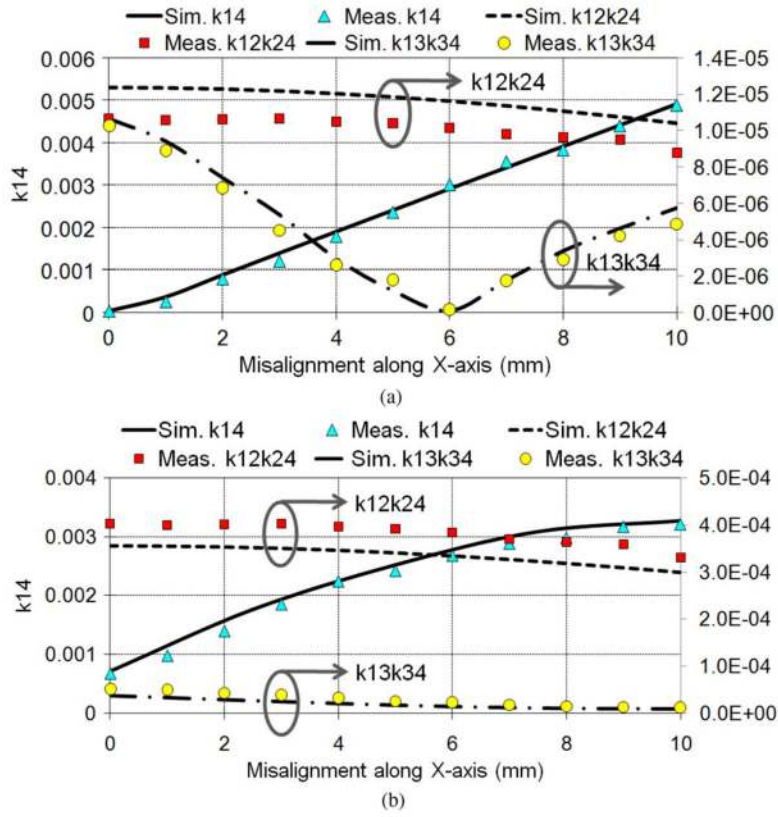 Sim. k14 Meas. k14 Sim. k12k24
Meas. k12k24 Sim. k13k34 Meas. k13k34
0.006 1.4E-05
0.005 1.2E-05
0.004 1.0E-05
0.003 8.0E-06
0.002 6.0E-06
0.001 4.0E-06
0 2.0E-06
0.0E+00
k14
k12k24
k13k34
0 2 4 6 8 10
Misalignment along X-axis (mm)
(a)
Sim. k14 Meas. k14 Sim. k12k24
Meas. k12k24 Sim. k13k34 Meas. k13k34
0.004 5.0E-04
0.003 4.0E-04
0.002 3.0E-04
0.001 2.0E-04
0 1.0E-04
0.0E+00
k14
k12k24
k13k34
0 2 4 6 8 10
Misalignment along X-axis (mm)
(b)